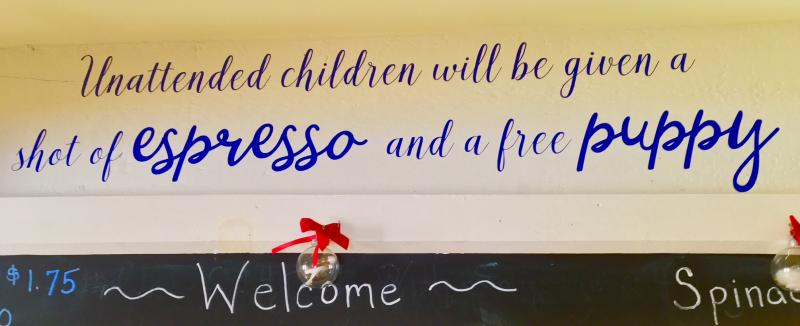 Unattended children will be given a
shot of espresso and a free puppy
$1.75 ~ Welcome ~